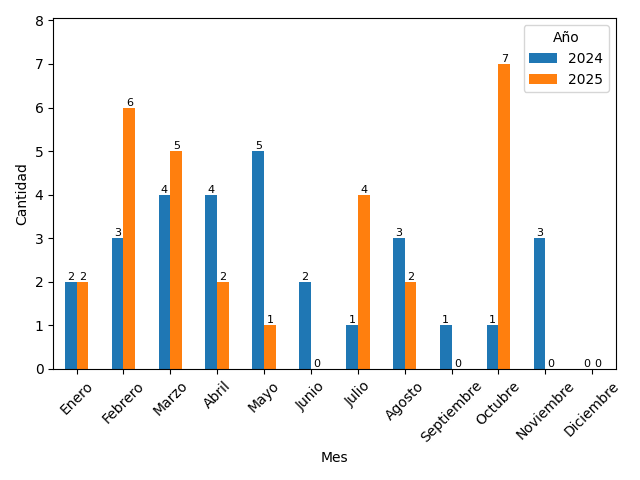 Año
2024
2025
Cantidad
8
7
6
5
4
3
2
1
0
2 2
3 6
4 5
4 2
5 1
2 0
1 4
3 2
1 0
1 7
3 0
0 0
Enero
Febrero
Marzo
Abril
Mayo
Junio
Julio
Agosto
Septiembre
Octubre
Noviembre
Diciembre
Mes